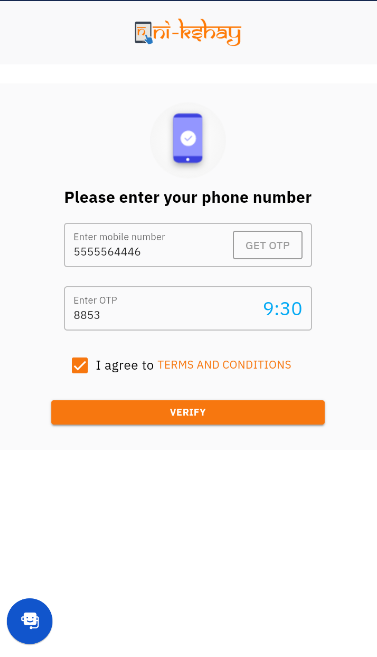 ni-kshay
Please enter your phone number
Enter mobile number
5555564446
GET OTP
Enter OTP
8853
9:30
I agree to TERMS AND CONDITIONS
VERIFY